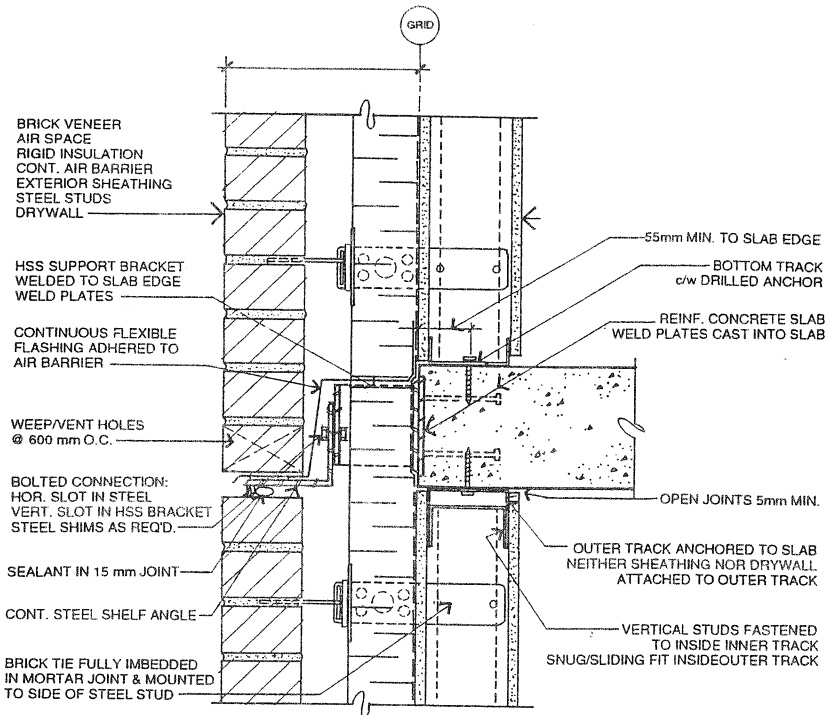 GRID
BRICK VENEER
AIR SPACE
RIGID INSULATION
CONT. AIR BARRIER
EXTERIOR SHEATHING
STEEL STUDS
DRYWALL
HSS SUPPORT BRACKET
WELDED TO SLAB EDGE
WELD PLATES
CONTINUOUS FLEXIBLE
FLASHING ADHERED TO
AIR BARRIER
WEEP/VENT HOLES
@ 600 mm O.C.
BOLTED CONNECTION:
HOR. SLOT IN STEEL
VERT. SLOT IN HSS BRACKET
STEEL SHIMS AS REQ'D.
SEALANT IN 15 mm JOINT
CONT. STEEL SHELF ANGLE
BRICK TIE FULLY IMBEDDED
IN MORTAR JOINT & MOUNTED
TO SIDE OF STEEL STUD
55mm MIN. TO SLAB EDGE
BOTTOM TRACK
c/w DRILLED ANCHOR
REINF. CONCRETE SLAB
WELD PLATES CAST INTO SLAB
OPEN JOINTS 5mm MIN.
OUTER TRACK ANCHORED TO SLAB
NEITHER SHEATHING NOR DRYWALL
ATTACHED TO OUTER TRACK
VERTICAL STUDS FASTENED
TO INSIDE INNER TRACK
SNUG/SLIDING FIT INSIDEOUTER TRACK